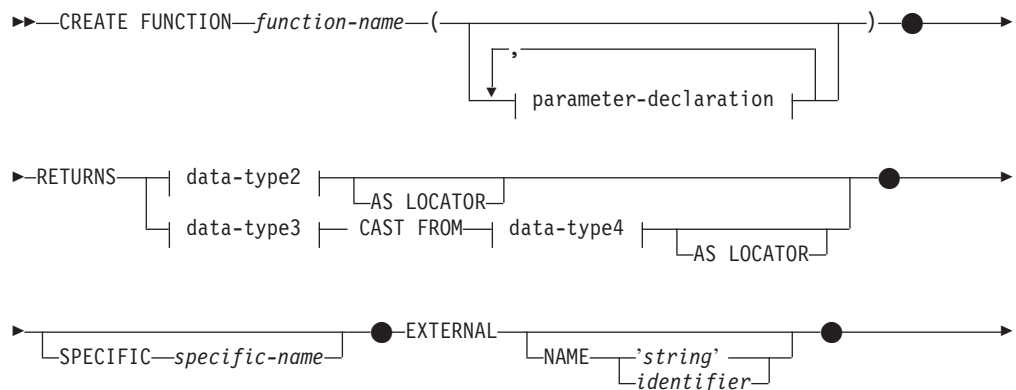 CREATE FUNCTION function-name ( )
,
parameter-declaration
RETURNS data-type2
AS LOCATOR
data-type3 CAST FROM data-type4
AS LOCATOR
SPECIFIC specific-name EXTERNAL NAME 'string'
identifier